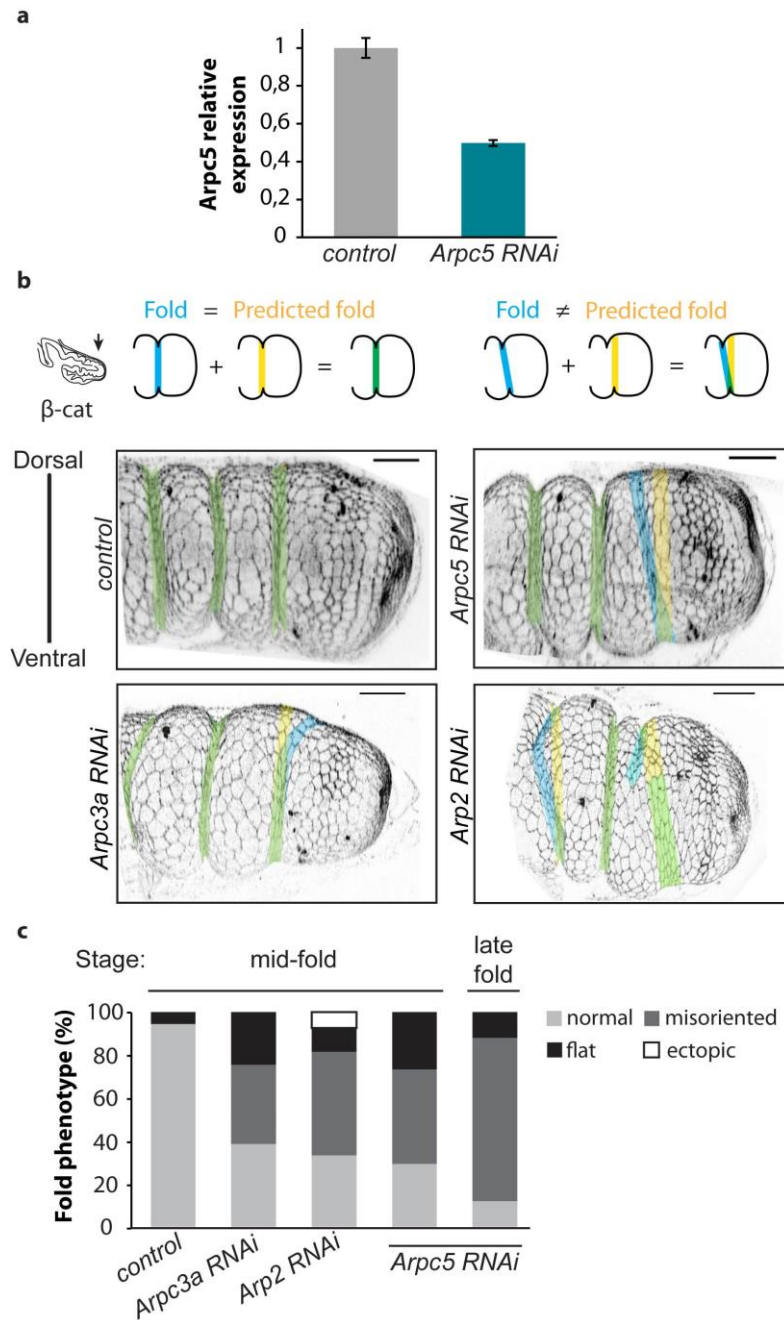 a
Arpc5 relative
expression
1
0,8
0,6
0,4
0,2
0
control
Arpc5 RNAi
b
Fold = Predicted fold
Fold ≠ Predicted fold
+ =
+ =
β-cat
Dorsal
Ventral
control
Arpc5 RNAi
Arpc3a RNAi
Arp2 RNAi
c
Stage:
mid-fold
late
fold
Fold phenotype (%)
100
80
60
40
20
0
normal
misoriented
flat
ectopic
control
Arpc3a RNAi
Arp2 RNAi
Arpc5 RNAi